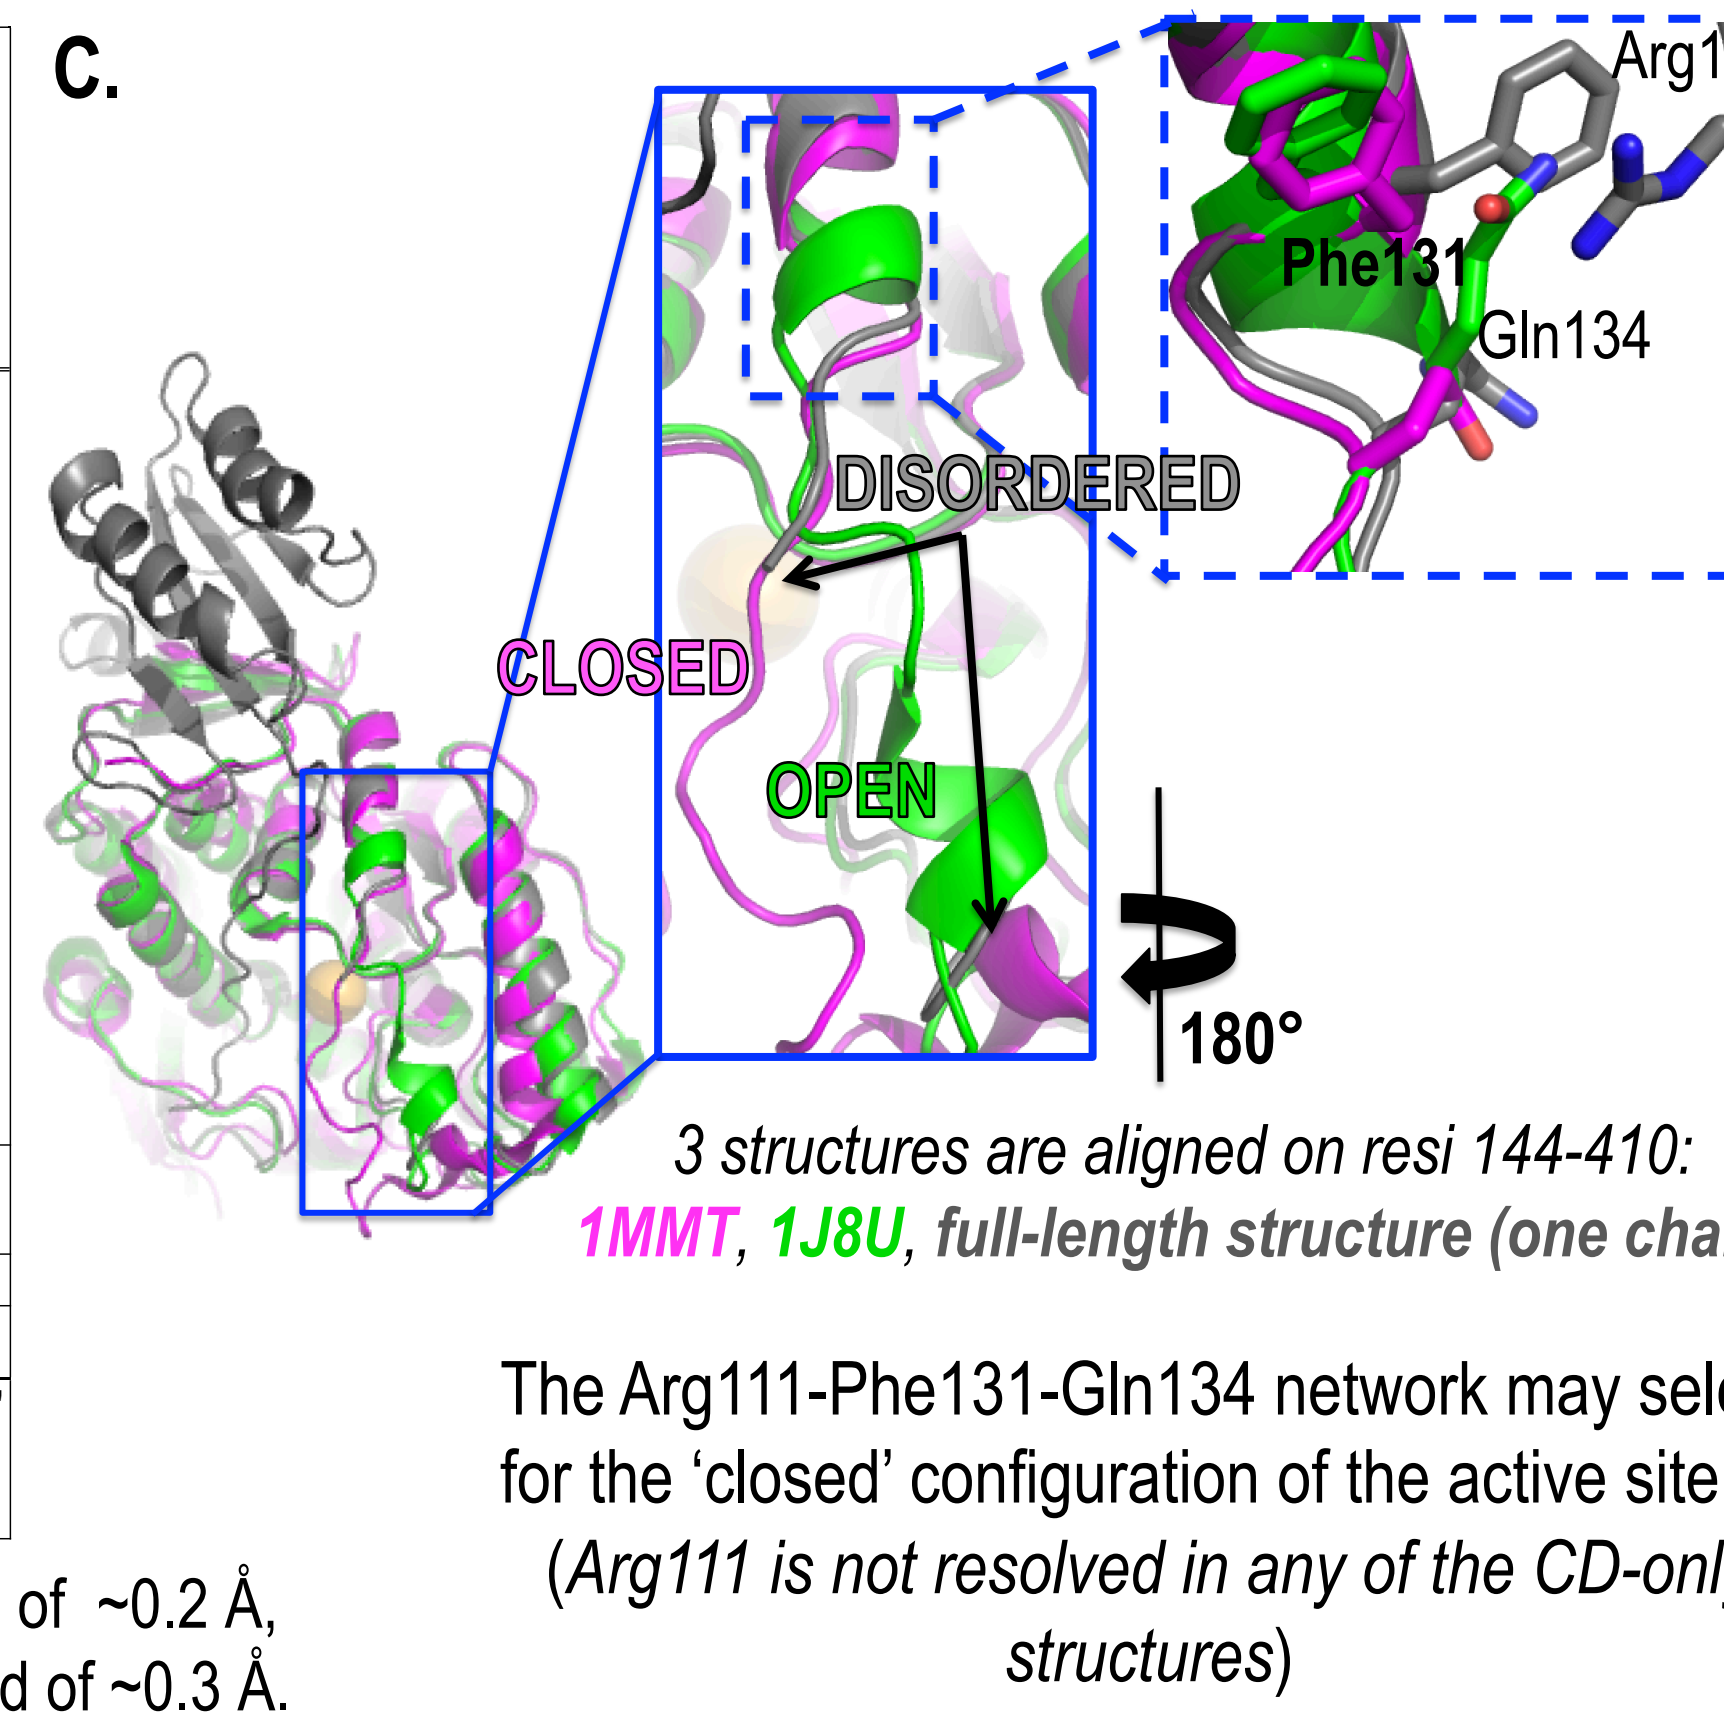 C.
Arg1
Phe131
Gln134
DISORDERED
CLOSED
OPEN
180°
3 structures are aligned on resi 144-410:
1MMT, 1J8U, full-length structure (one cha
The Arg111-Phe131-Gln134 network may sel
for the ‘closed’ configuration of the active site
(Arg111 is not resolved in any of the CD-only
structures)
of ~0.2 Å,
d of ~0.3 Å.